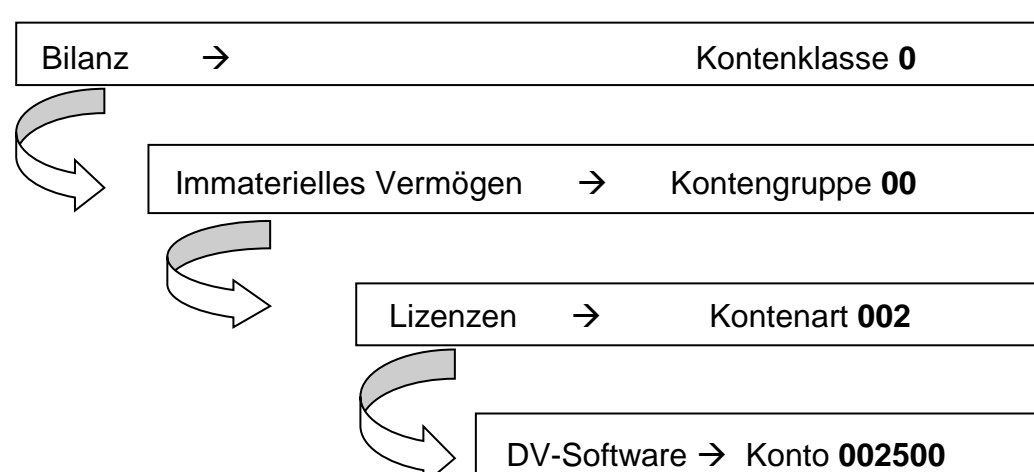 Bilanz → Kontenklasse 0
Immaterielles Vermögen → Kontengruppe 00
Lizenzen → Kontenart 002
DV-Software → Konto 002500